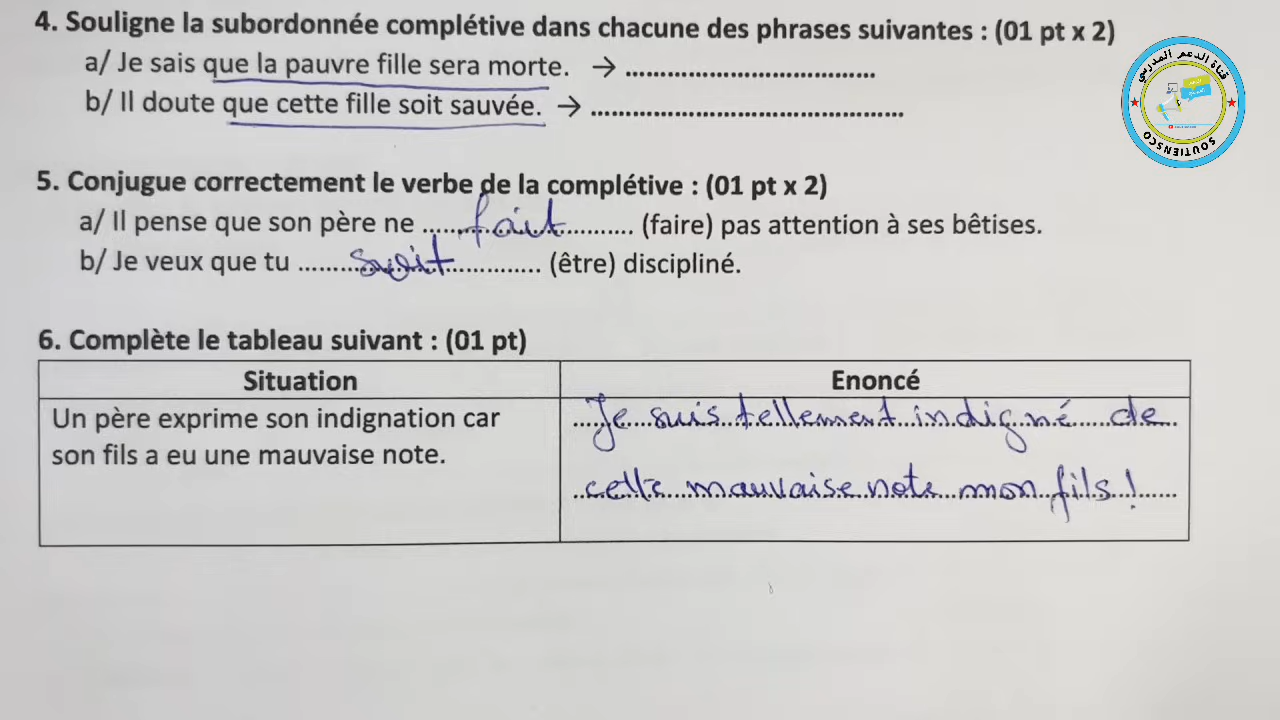 4. Souligne la subordonnée complétive dans chacune des phrases suivantes : (01 pt x 2)
a/ Je sais que la pauvre fille sera morte. → ....................................
b/ Il doute que cette fille soit sauvée. → .............................................
قناة الدعم المدرسي
SOUTIENSCO
5. Conjugue correctement le verbe de la complétive : (01 pt x 2)
a/ Il pense que son père ne ......fait.......... (faire) pas attention à ses bêtises.
b/ Je veux que tu .......soit............ (être) discipliné.
6. Complète le tableau suivant : (01 pt)
Situation Enoncé
Un père exprime son indignation car Je suis tellement indigné de
son fils a eu une mauvaise note. cette mauvaise note mon fils !